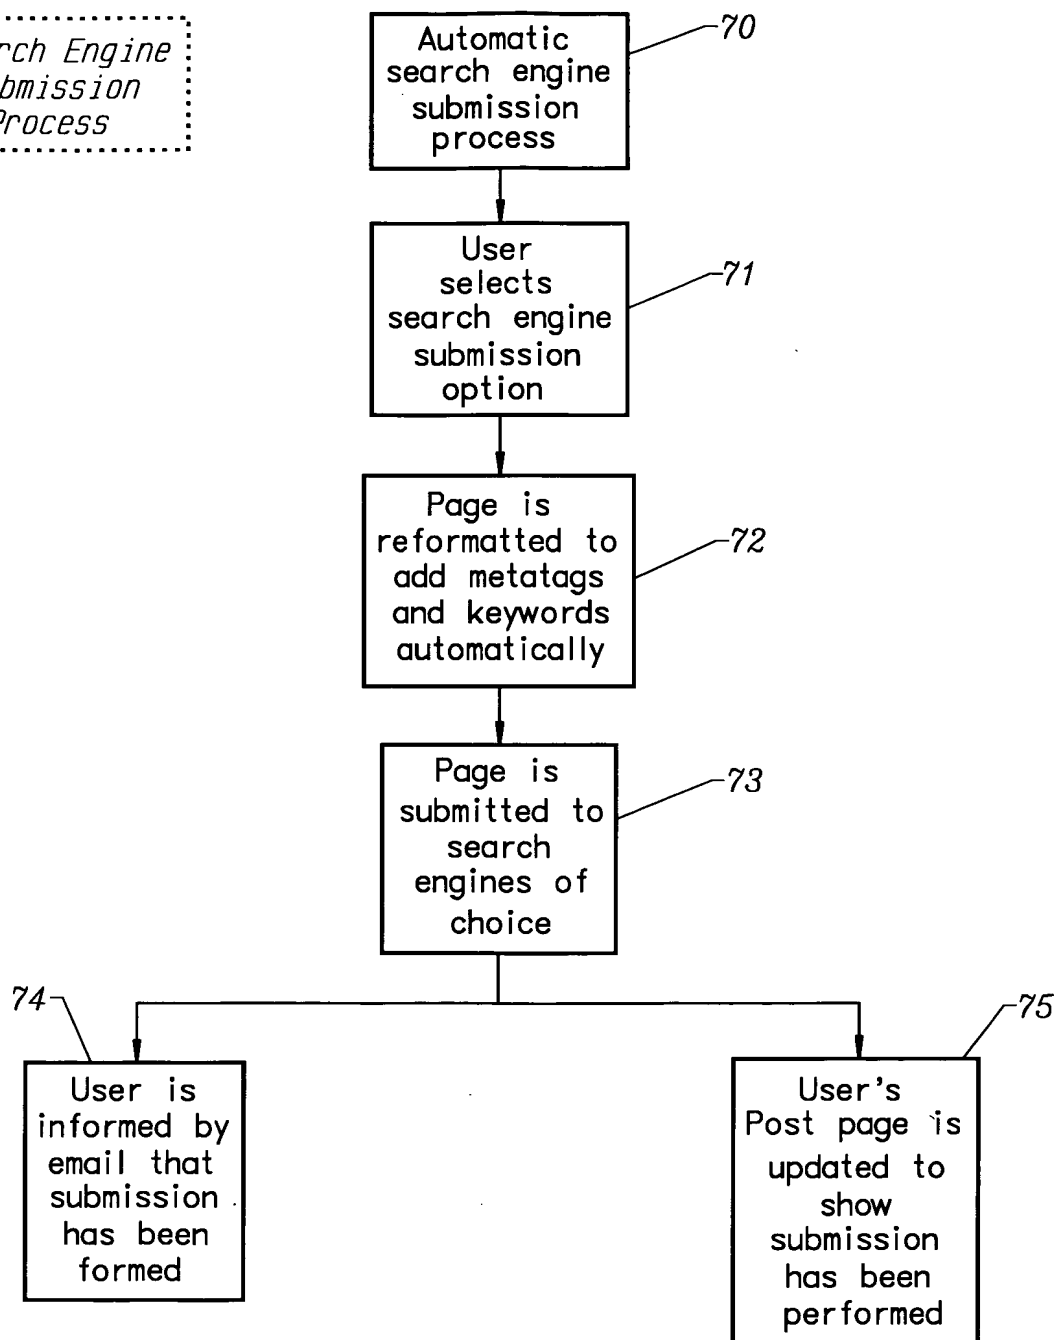 rch Engine
bmission
Process
70
Automatic
search engine
submission
process
71
User
selects
search engine
submission
option
72
Page is
reformatted to
add metatags
and keywords
automatically
73
Page is
submitted to
search
engines of
choice
74
User is
informed by
email that
submission
has been
formed
75
User's
Post page is
updated to
show
submission
has been
performed